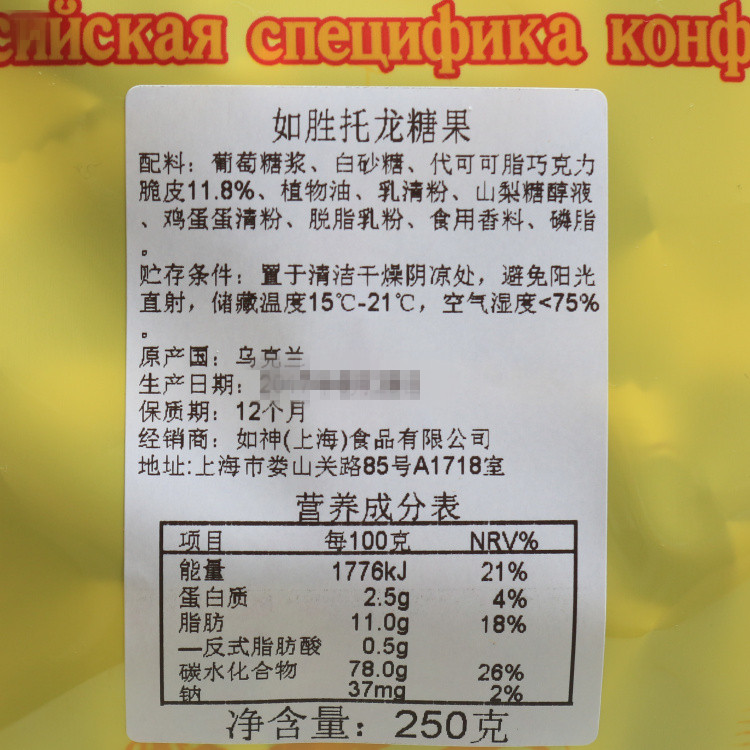 сийская специфика конф
如胜托龙糖果
配料：葡萄糖浆、白砂糖、代可可脂巧克力
脆皮11.8%、植物油、乳清粉、山梨糖醇液
、鸡蛋蛋清粉、脱脂乳粉、食用香料、磷脂
。
贮存条件：置于清洁干燥阴凉处，避免阳光
直射，储藏温度15℃-21℃，空气湿度<75%
。
原产国：乌克兰
生产日期：
保质期：12个月
经销商：如神(上海)食品有限公司
地址:上海市娄山关路85号A1718室
营养成分表
项目 每100克 NRV%
能量 1776kJ 21%
蛋白质 2.5g 4%
脂肪 11.0g 18%
—反式脂肪酸 0.5g
碳水化合物 78.0g 26%
钠 37mg 2%
净含量：250克